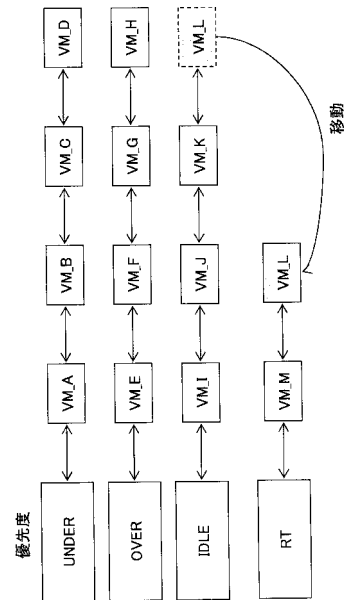 優先度
UNDER VM_A VM_B VM_C VM_D
OVER VM_E VM_F VM_G VM_H
IDLE VM_I VM_J VM_K VM_L
RT VM_M VM_L
移動